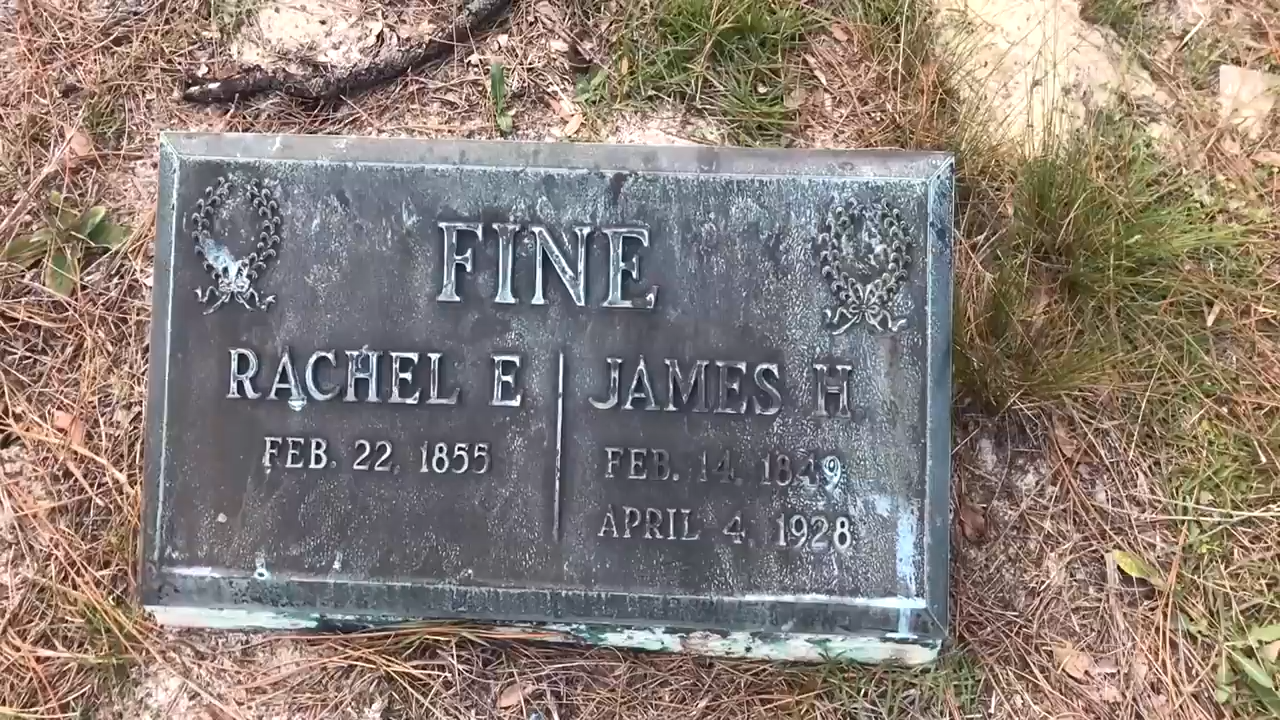 FINE
RACHEL E
FEB. 22, 1855
JAMES H
FEB. 14, 1849
APRIL 4, 1928